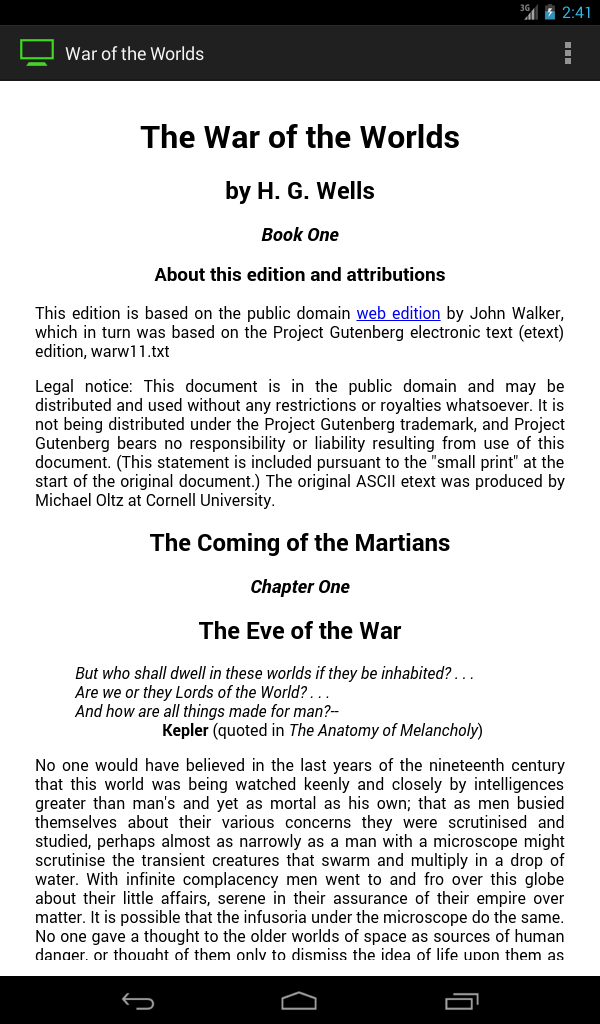 3G 2:41
War of the Worlds
The War of the Worlds
by H. G. Wells
Book One
About this edition and attributions
This edition is based on the public domain web edition by John Walker,
which in turn was based on the Project Gutenberg electronic text (etext)
edition, warw11.txt
Legal notice: This document is in the public domain and may be
distributed and used without any restrictions or royalties whatsoever. It is
not being distributed under the Project Gutenberg trademark, and Project
Gutenberg bears no responsibility or liability resulting from use of this
document. (This statement is included pursuant to the "small print" at the
start of the original document.) The original ASCII etext was produced by
Michael Oltz at Cornell University.
The Coming of the Martians
Chapter One
The Eve of the War
But who shall dwell in these worlds if they be inhabited? . . .
Are we or they Lords of the World? . . .
And how are all things made for man?--
Kepler (quoted in The Anatomy of Melancholy)
No one would have believed in the last years of the nineteenth century
that this world was being watched keenly and closely by intelligences
greater than man's and yet as mortal as his own; that as men busied
themselves about their various concerns they were scrutinised and
studied, perhaps almost as narrowly as a man with a microscope might
scrutinise the transient creatures that swarm and multiply in a drop of
water. With infinite complacency men went to and fro over this globe
about their little affairs, serene in their assurance of their empire over
matter. It is possible that the infusoria under the microscope do the same.
No one gave a thought to the older worlds of space as sources of human
danger, or thought of them only to dismiss the idea of life upon them as